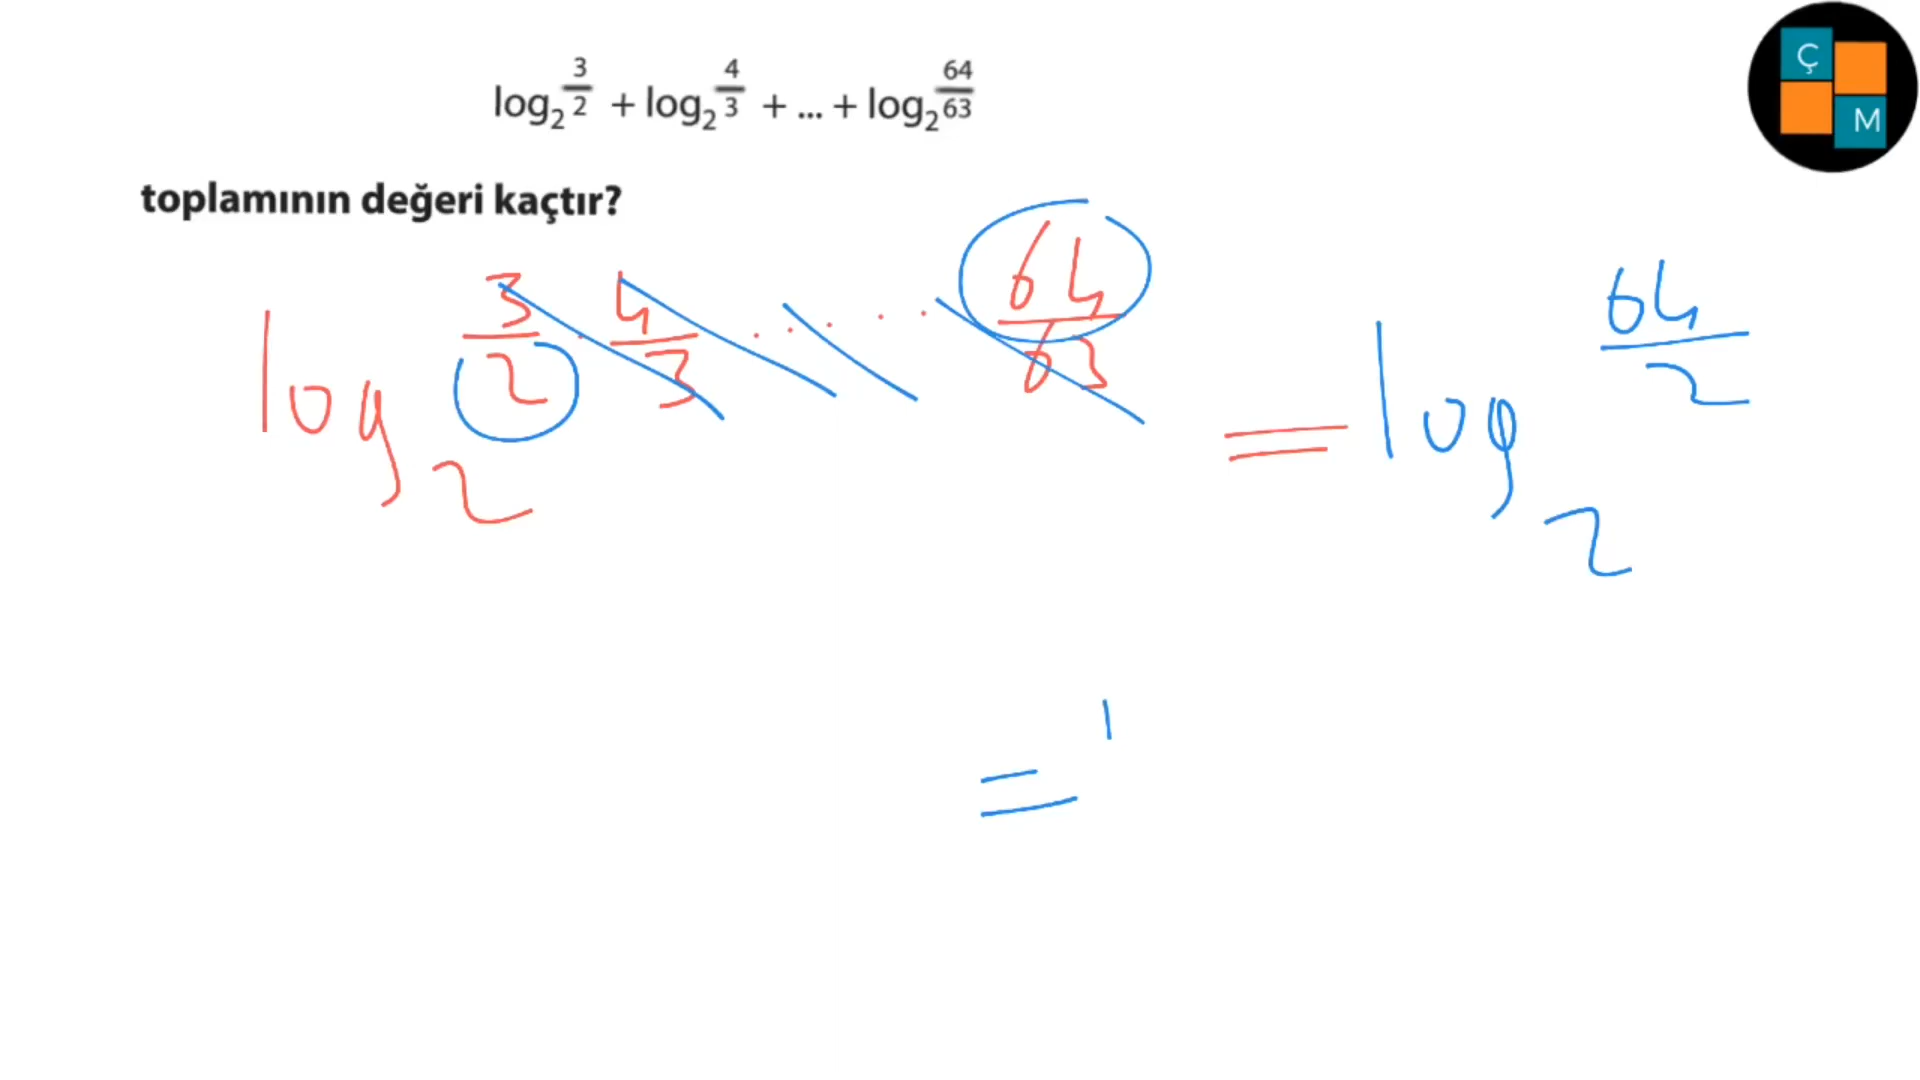 Ç
M
log₂ 3/2 + log₂ 4/3 + ... + log₂ 64/63
toplamının değeri kaçtır?
log₂ 3/2 · 4/3 · · · · · 64/63 = log₂ 64/2
=